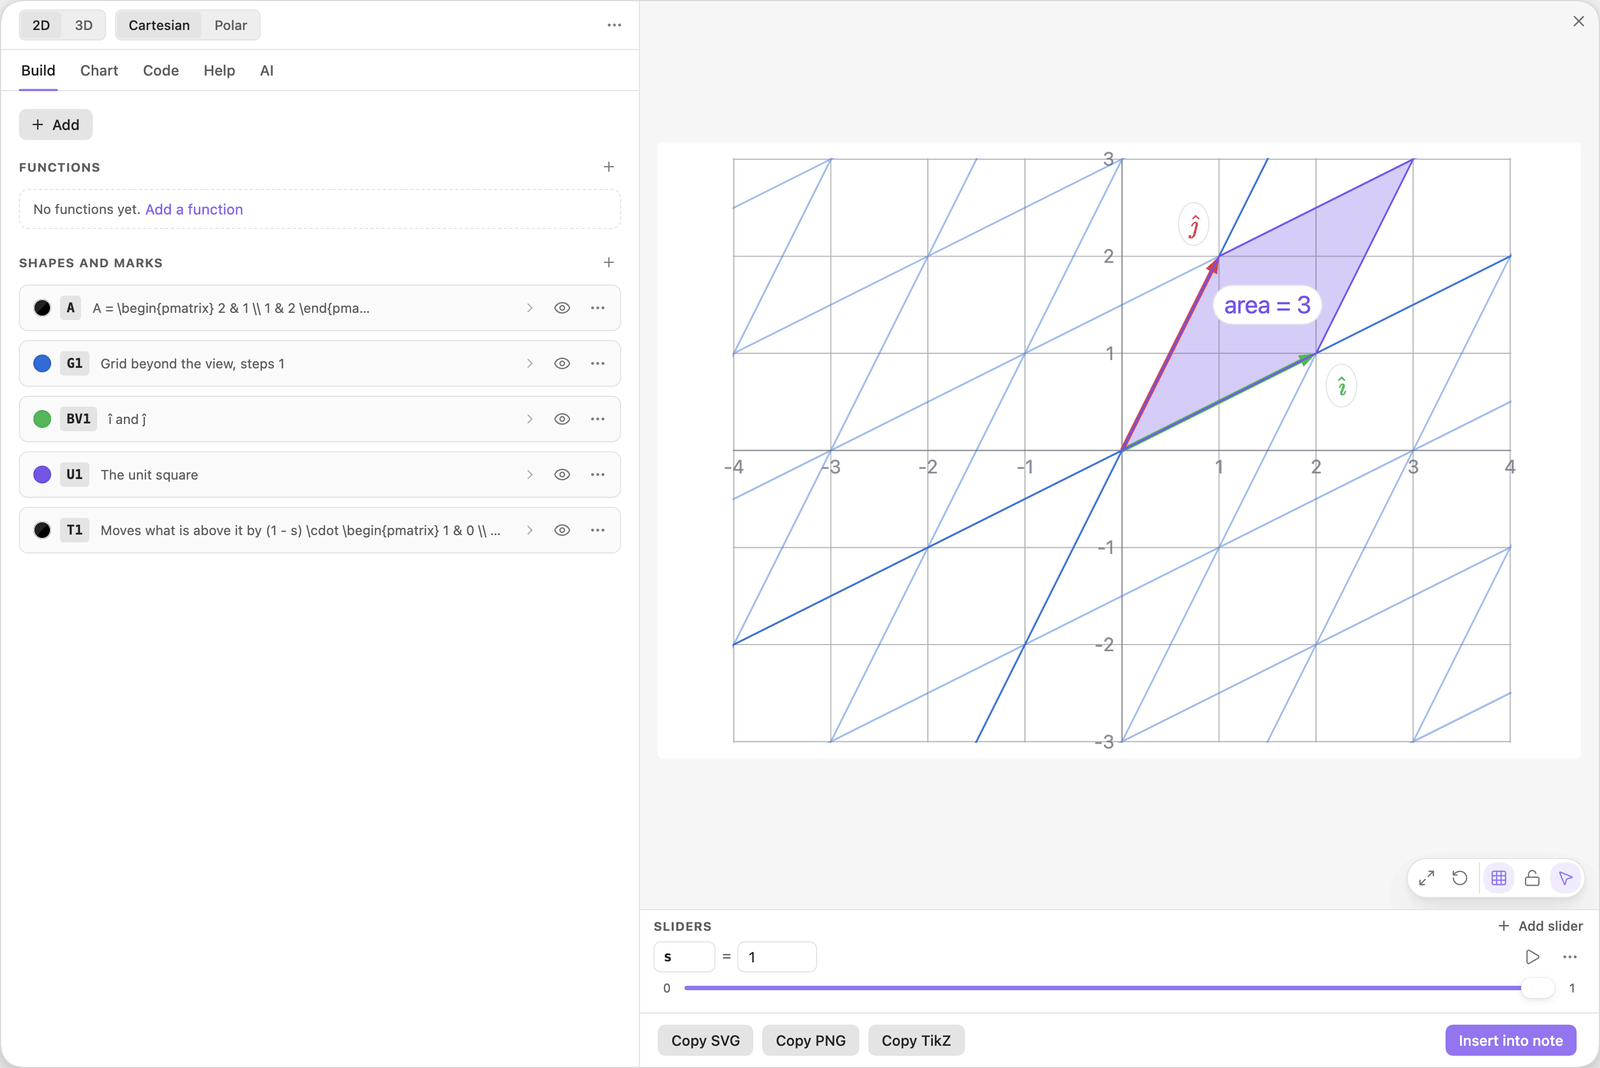 2D 3D Cartesian Polar
Build Chart Code Help AI
+ Add
FUNCTIONS
No functions yet. Add a function
SHAPES AND MARKS
A A = \begin{pmatrix} 2 & 1 \\ 1 & 2 \end{pma...
G1 Grid beyond the view, steps 1
BV1 î and ĵ
U1 The unit square
T1 Moves what is above it by (1 - s) \cdot \begin{pmatrix} 1 & 0 \\ ...
3
ĵ
2
area = 3
1
î
-4 -3 -2 -1 1 2 3 4
-1
-2
-3
SLIDERS + Add slider
s = 1
0 1
Copy SVG Copy PNG Copy TikZ Insert into note